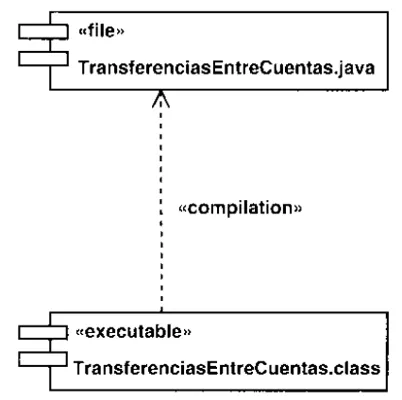 «file»
TransferenciasEntreCuentas.java
«compilation»
«executable»
TransferenciasEntreCuentas.class